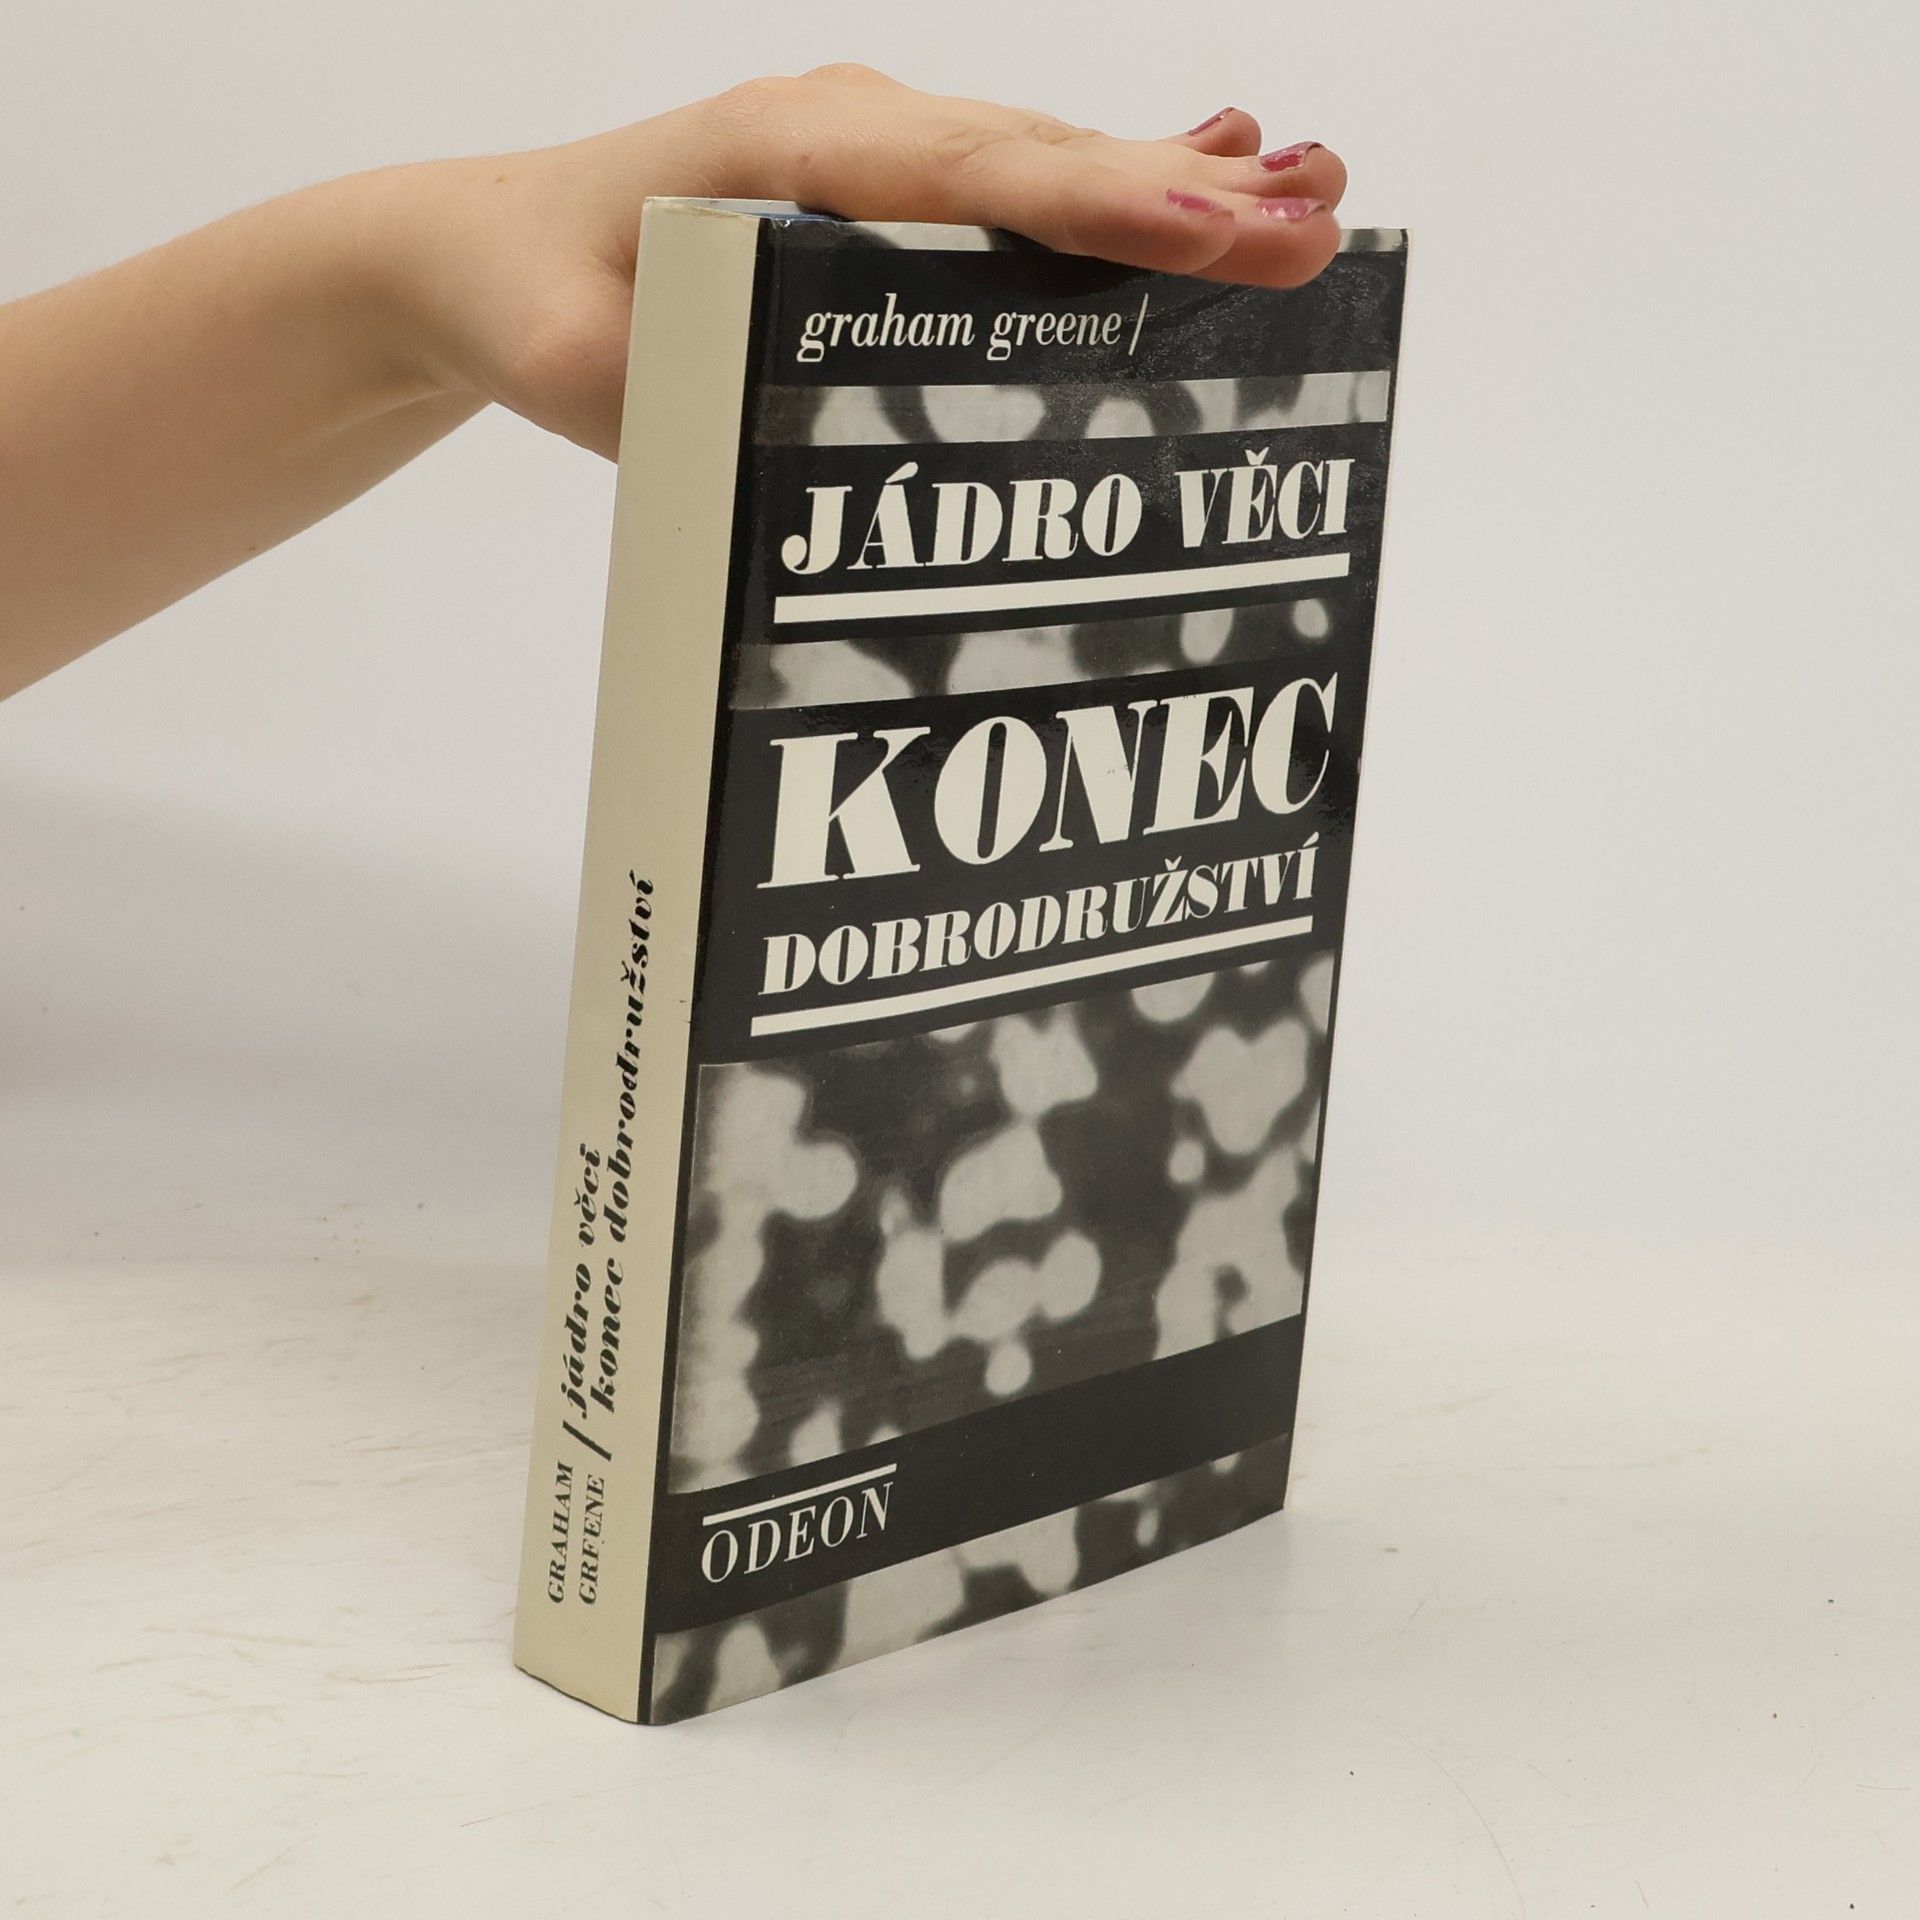 graham greene/
JÁDRO VĚCI
KONEC
DOBRODRUŽSTVÍ
ODEON
GRAHAM
GREENE
jádro věci
konec dobrodružství